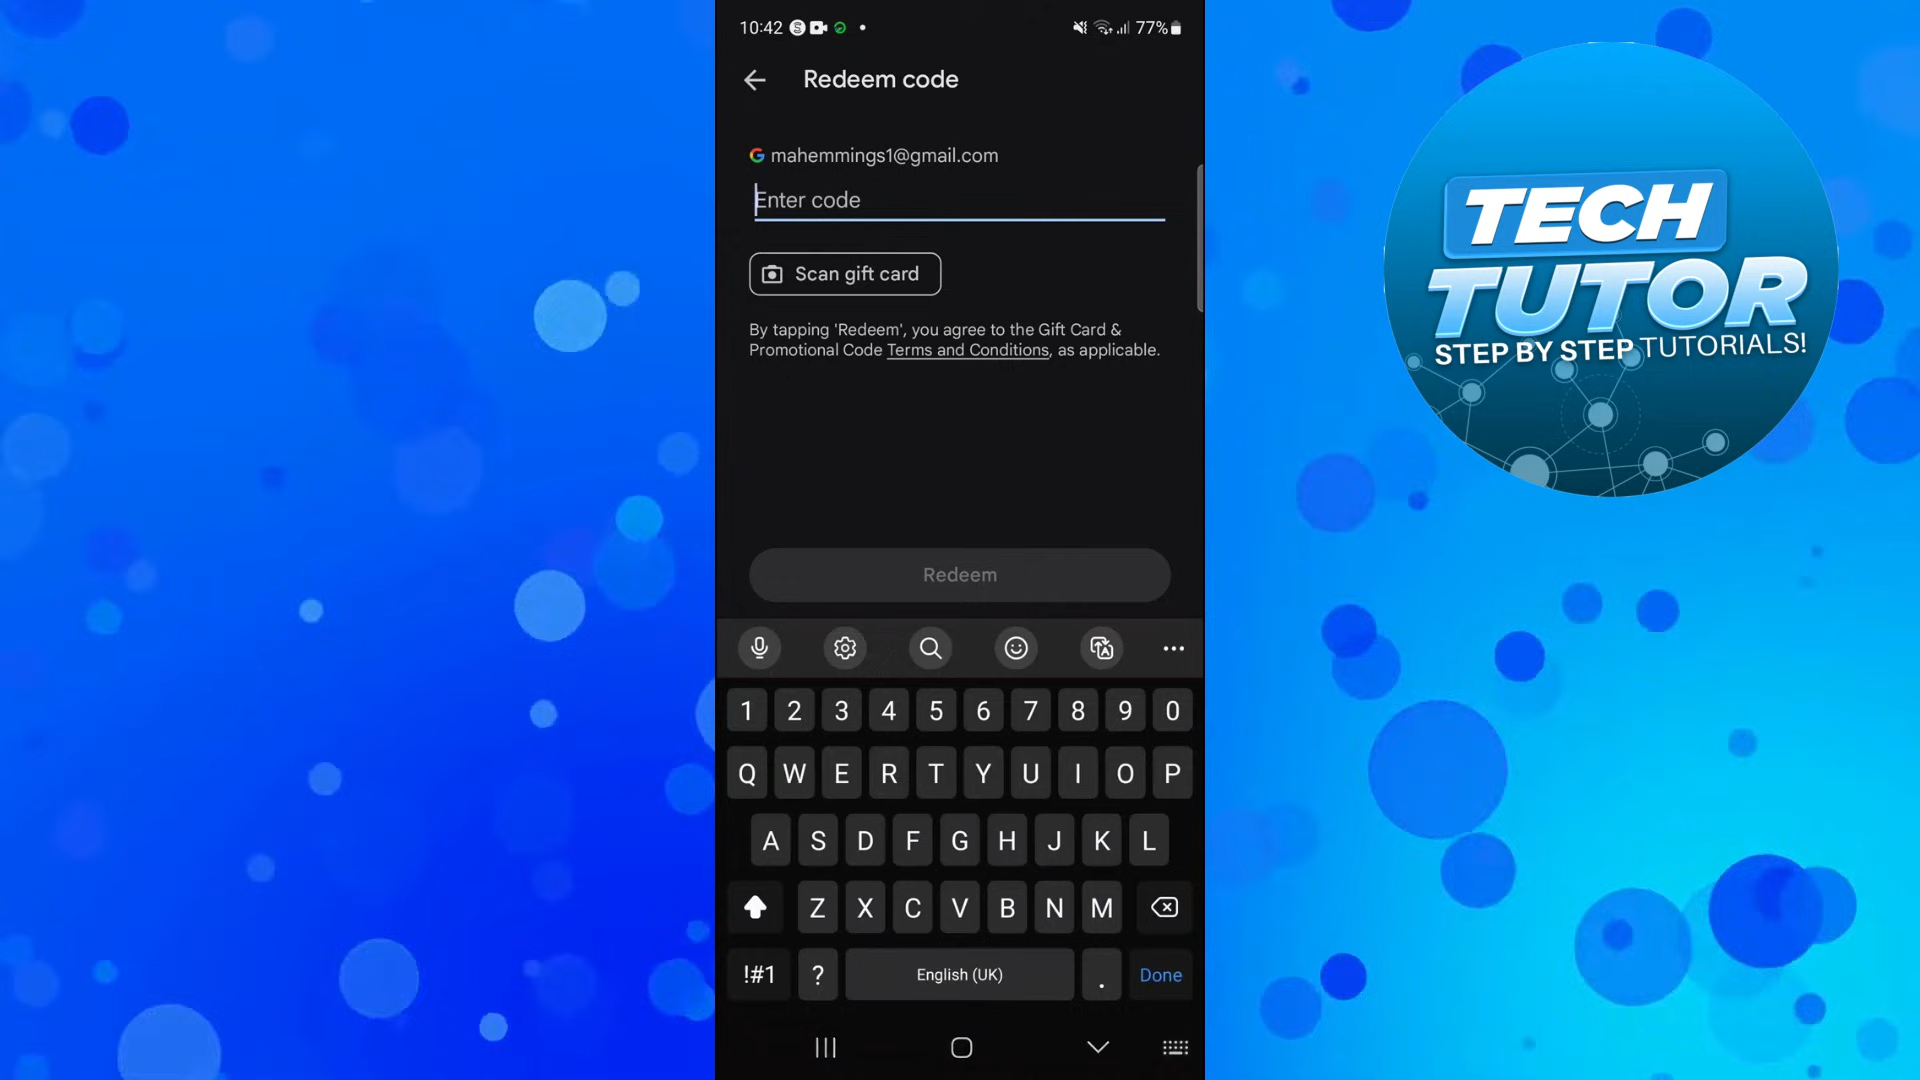 10:42
77%
Redeem code
mahemmings1@gmail.com
Enter code
Scan gift card
By tapping 'Redeem', you agree to the Gift Card &
Promotional Code Terms and Conditions, as applicable.
Redeem
1 2 3 4 5 6 7 8 9 0
Q W E R T Y U I O P
A S D F G H J K L
Z X C V B N M
!#1 ? English (UK) . Done
TECH
TUTOR
STEP BY STEP TUTORIALS!